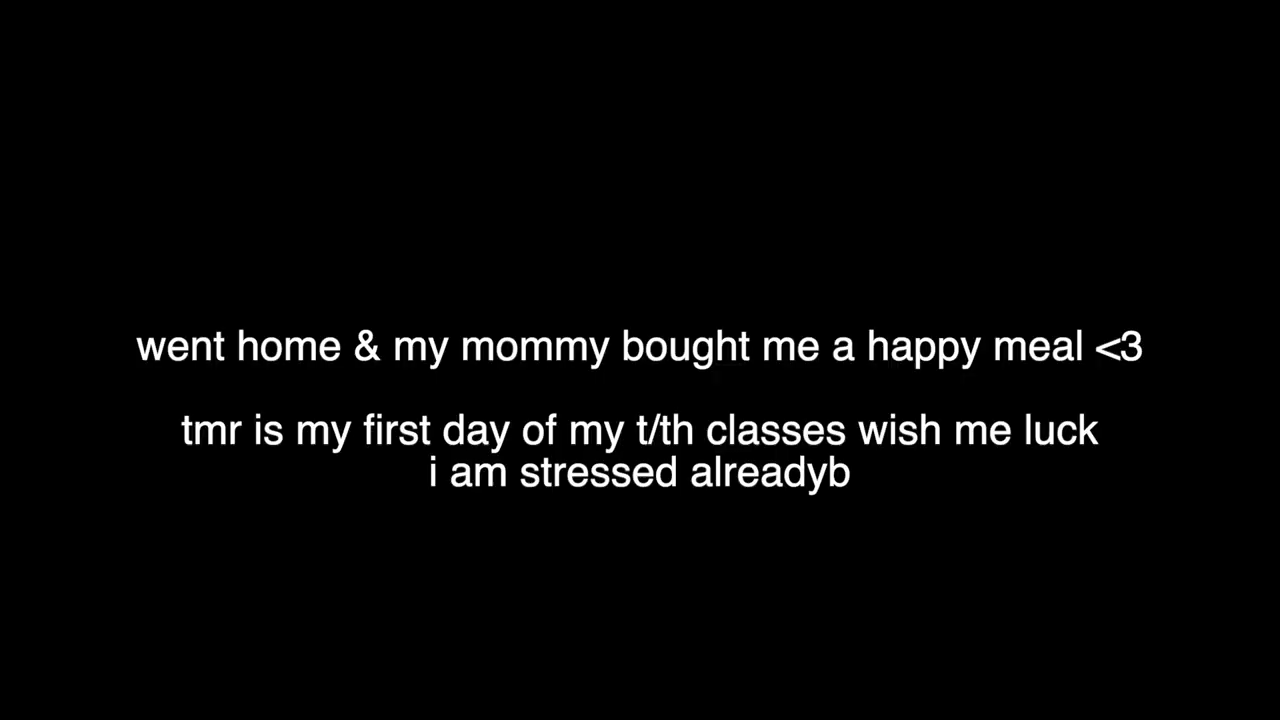 went home & my mommy bought me a happy meal <3
tmr is my first day of my t/th classes wish me luck
i am stressed alreadyb